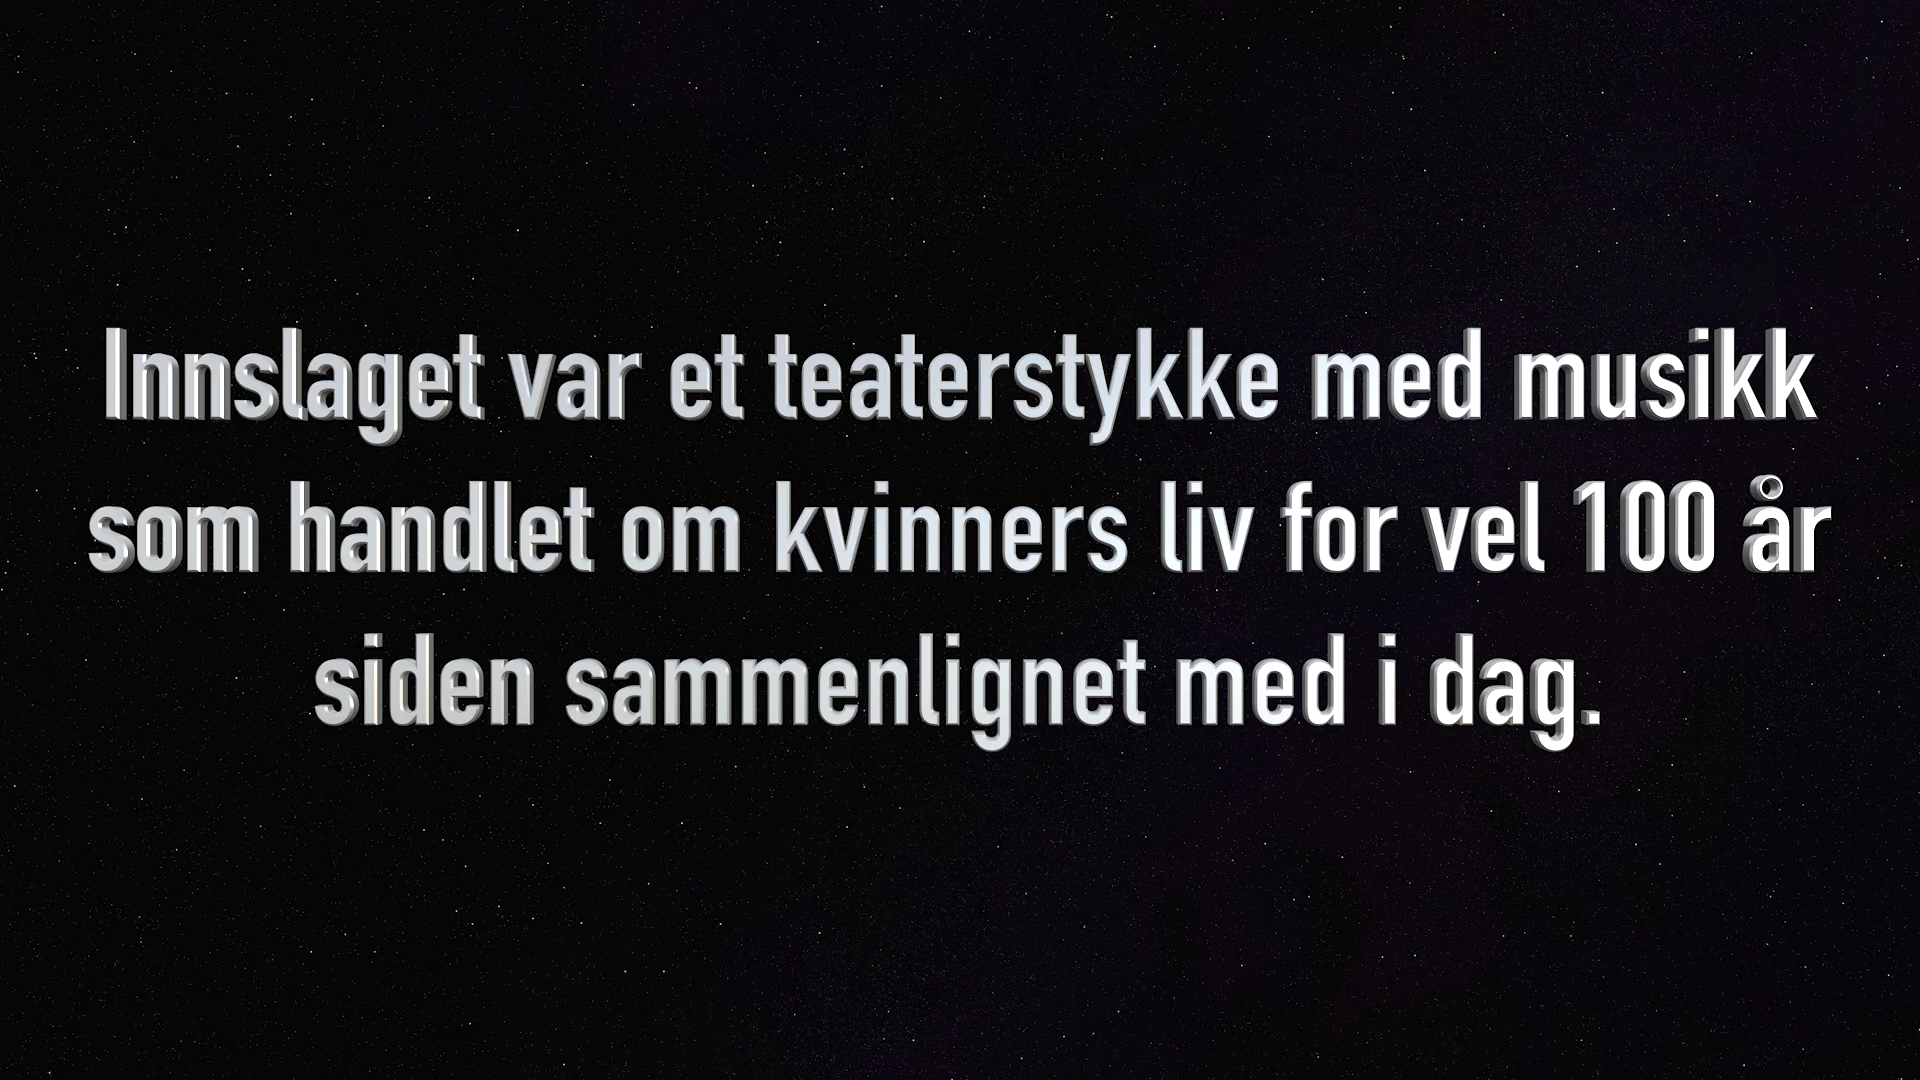 Innslaget var et teaterstykke med musikk
som handlet om kvinners liv for vel 100 år
siden sammenlignet med i dag.